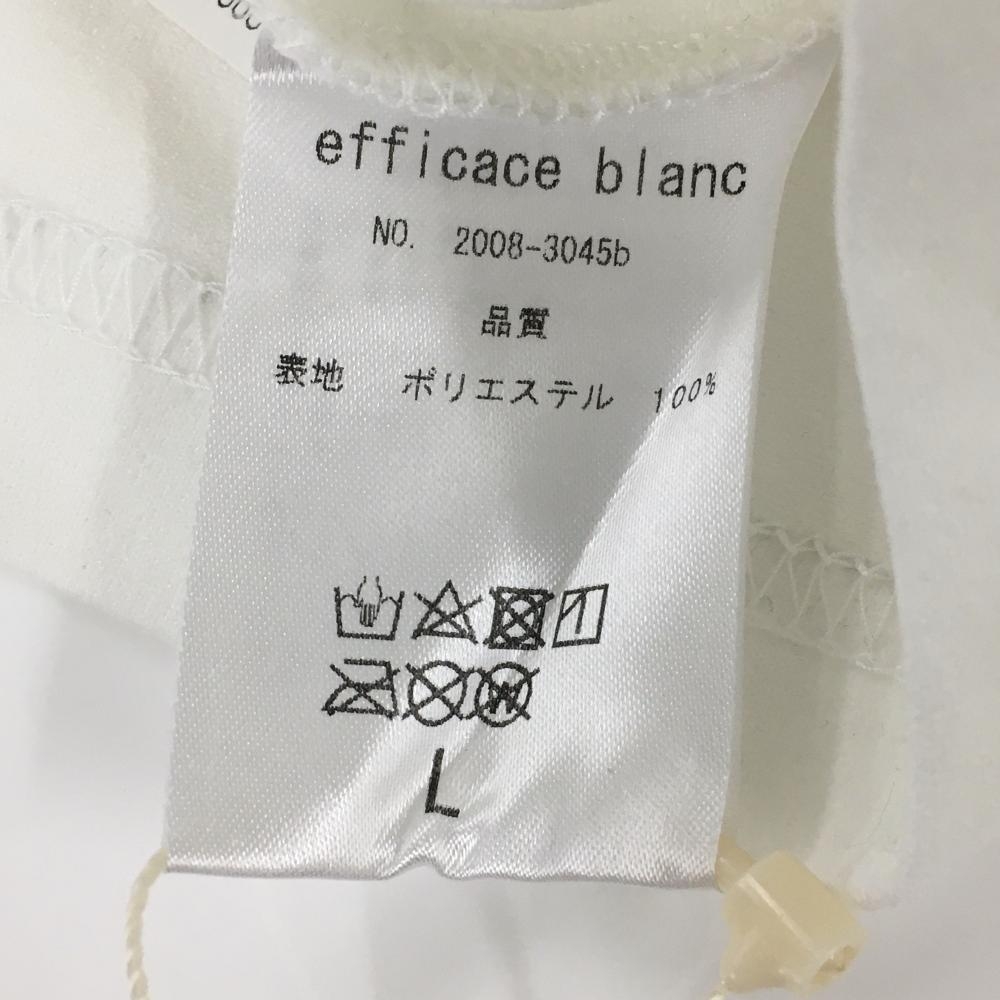 efficace blanc
NO. 2008-3045b
品質
表地 ポリエステル 100%
W
L